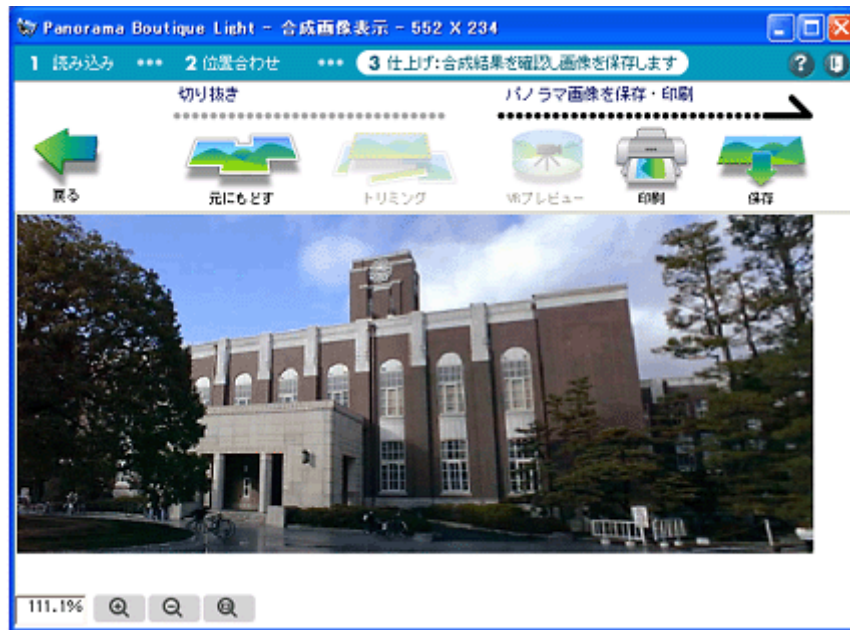 Panorama Boutique Light - 合成画像表示 - 552 X 234
1 読み込み ••• 2 位置合わせ ••• 3 仕上げ:合成結果を確認し画像を保存します ?
切り抜き パノラマ画像を保存・印刷
戻る 元にもどす トリミング VRプレビュー 印刷 保存
111.1%